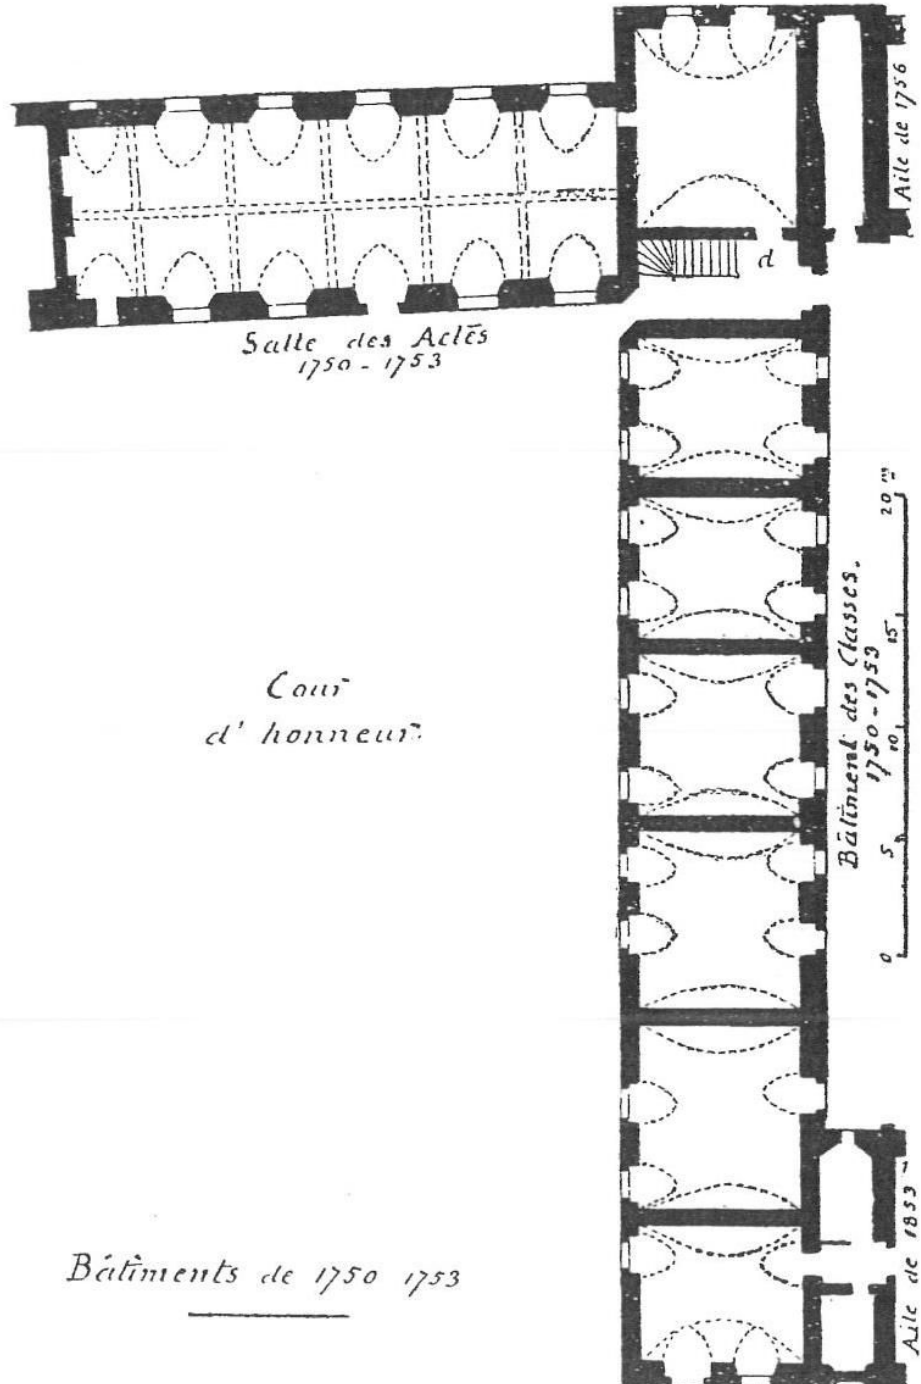 Aile de 1756
d
Salle des Actes
1750 - 1753
Cour
d'honneur.
Bâtiment des Classes.
1750 - 1753
0 5 10 15 20 m
Bâtiments de 1750 1753
Aile de 1853